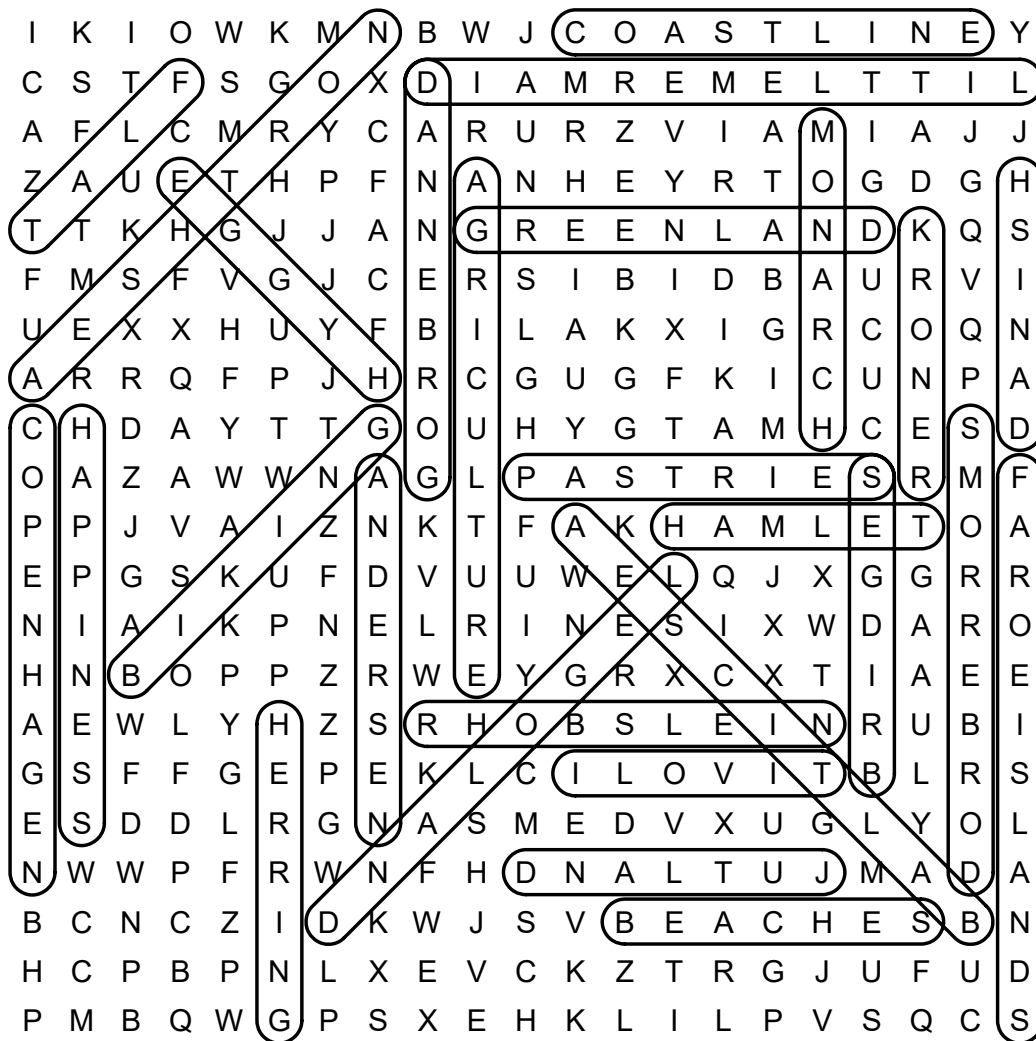 I K I O W K M N B W J C O A S T L I N E Y
C S T F S G O X D I A M R E M E L T T I L
A F L C M R Y C A R U R Z V I A M I A J J
Z A U E T H P F N A N H E Y R T O G D G H
T T K H G J J A N G R E E N L A N D K Q S
F M S F V G J C E R S I B I D B A U R V I
U E X X H U Y F B I L A K X I G R C O Q N
A R R Q F P J H R C G U G F K I C U N P A
C H D A Y T T G O U H Y G T A M H C E S D
O A Z A W W N A G L P A S T R I E S R M F
P P J V A I Z N K T F A K H A M L E T O A
E P G S K U F D V U U W E L Q J X G G R R
N I A I K P N E L R I N E S I X W D A R O
H N B O P P Z R W E Y G R X C X T I A E E
A E W L Y H Z S R H O B S L E I N R U B I
G S F F G E P E K L C I L O V I T B L R S
E S D D L R G N A S M E D V X U G L Y O L
N W W P F R W N F H D N A L T U J M A D A
B C N C Z I D K W J S V B E A C H E S B N
H C P B P N L X E V C K Z T R G J U F U D
P M B Q W G P S X E H K L I L P V S Q C S